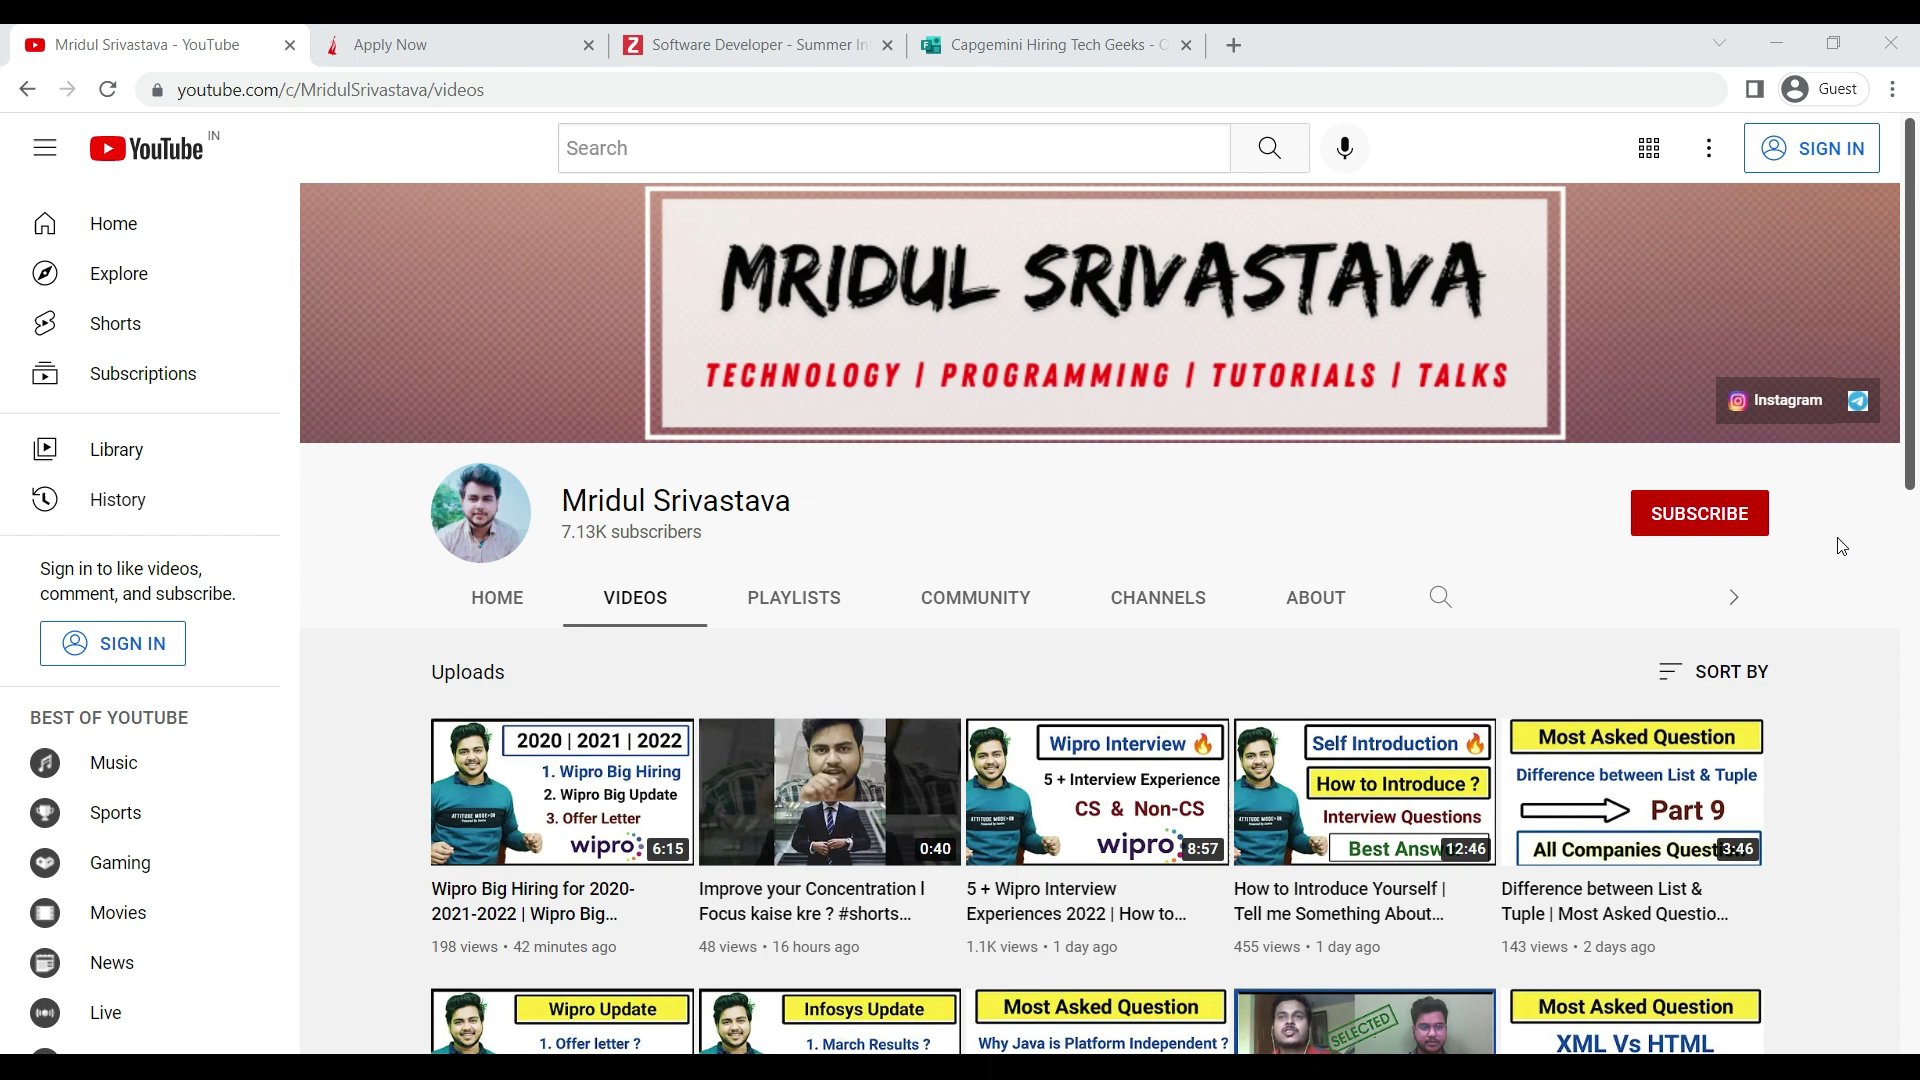 Mridul Srivastava - YouTube
Apply Now
Software Developer - Summer In
Capgemini Hiring Tech Geeks - O
youtube.com/c/MridulSrivastava/videos
Guest
YouTube IN
Search
SIGN IN
Home
Explore
Shorts
Subscriptions
Library
History
Sign in to like videos,
comment, and subscribe.
SIGN IN
BEST OF YOUTUBE
Music
Sports
Gaming
Movies
News
Live
MRIDUL SRIVASTAVA
TECHNOLOGY | PROGRAMMING | TUTORIALS | TALKS
Instagram
Mridul Srivastava
7.13K subscribers
SUBSCRIBE
HOME
VIDEOS
PLAYLISTS
COMMUNITY
CHANNELS
ABOUT
Uploads
SORT BY
2020 | 2021 | 2022
1. Wipro Big Hiring
2. Wipro Big Update
3. Offer Letter
ATTITUDE MODE:ON
wipro
6:15
Wipro Big Hiring for 2020-
2021-2022 | Wipro Big...
198 views • 42 minutes ago
0:40
Improve your Concentration l
Focus kaise kre ? #shorts...
48 views • 16 hours ago
Wipro Interview 🔥
5 + Interview Experience
CS & Non-CS
ATTITUDE MODE:ON
wipro
8:57
5 + Wipro Interview
Experiences 2022 | How to...
1.1K views • 1 day ago
Self Introduction 🔥
How to Introduce ?
Interview Questions
ATTITUDE MODE:ON
Best Answ
12:46
How to Introduce Yourself |
Tell me Something About...
455 views • 1 day ago
Most Asked Question
Difference between List & Tuple
Part 9
All Companies Quest
3:46
Difference between List &
Tuple | Most Asked Questio...
143 views • 2 days ago
Wipro Update
1. Offer letter ?
Infosys Update
1. March Results ?
Most Asked Question
Why Java is Platform Independent ?
SELECTED
Most Asked Question
XML Vs HTML